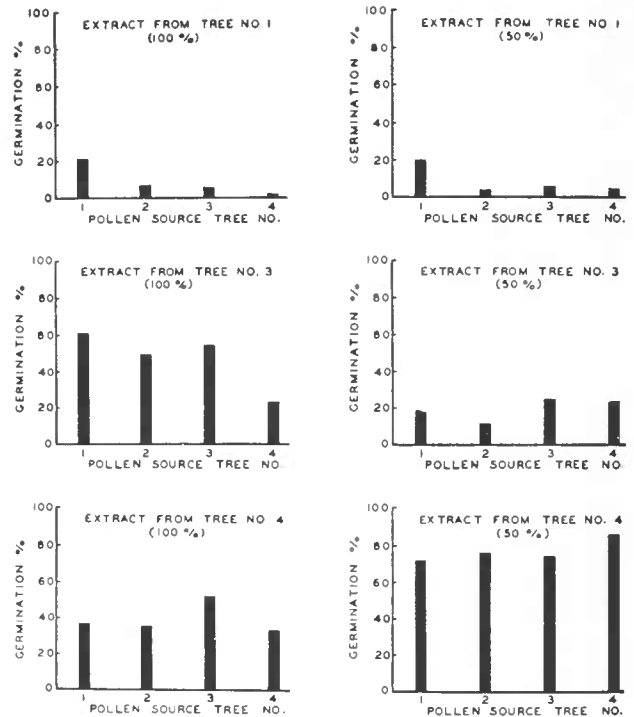 EXTRACT FROM TREE NO. 1
(100 %)
GERMINATION %
100
80
60
40
20
0
1 2 3 4
POLLEN SOURCE TREE NO.
EXTRACT FROM TREE NO. 1
(50 %)
GERMINATION %
100
80
60
40
20
0
1 2 3 4
POLLEN SOURCE TREE NO.
EXTRACT FROM TREE NO. 3
(100 %)
GERMINATION %
100
80
60
40
20
0
1 2 3 4
POLLEN SOURCE TREE NO.
EXTRACT FROM TREE NO. 3
(50 %)
GERMINATION %
100
80
60
40
20
0
1 2 3 4
POLLEN SOURCE TREE NO.
EXTRACT FROM TREE NO. 4
(100 %)
GERMINATION %
100
80
60
40
20
0
1 2 3 4
POLLEN SOURCE TREE NO.
EXTRACT FROM TREE NO. 4
(50 %)
GERMINATION %
100
80
60
40
20
0
1 2 3 4
POLLEN SOURCE TREE NO.